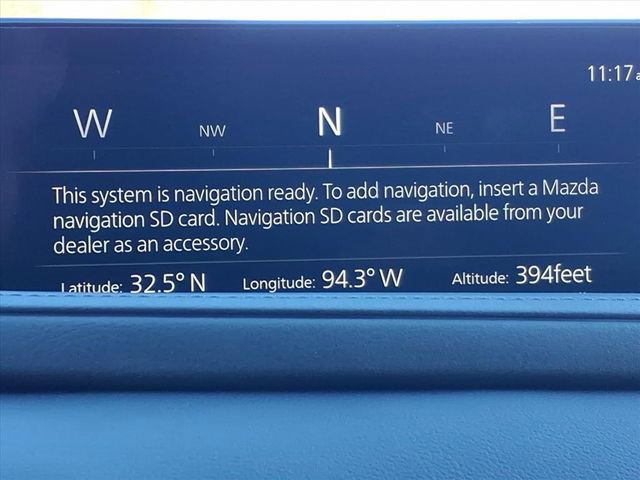 11:17a
W NW N NE E
This system is navigation ready. To add navigation, insert a Mazda
navigation SD card. Navigation SD cards are available from your
dealer as an accessory.
Latitude: 32.5° N Longitude: 94.3° W Altitude: 394feet